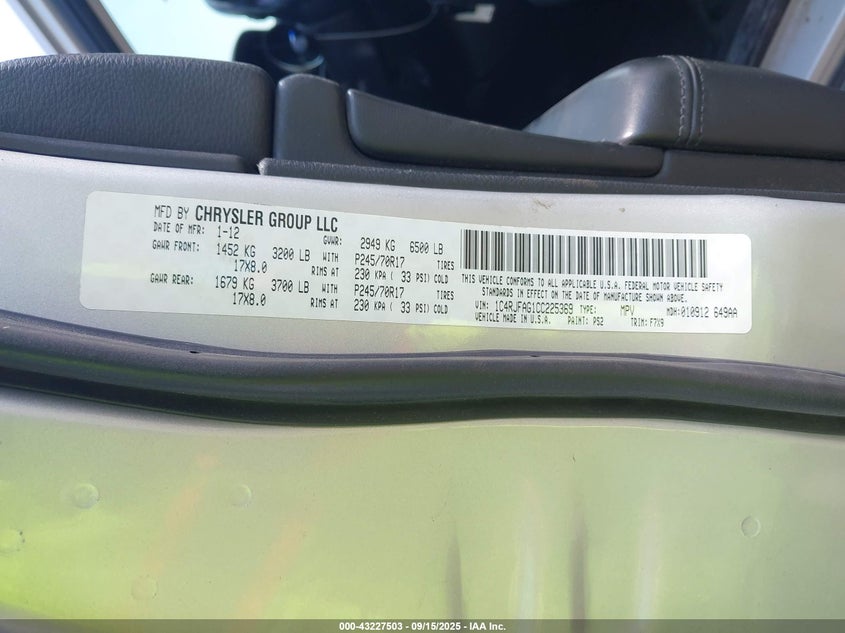 MFD BY CHRYSLER GROUP LLC
DATE OF MFR: 1-12 GVWR: 2949 KG 6500 LB
GAWR FRONT: 1452 KG 3200 LB WITH P245/70R17 TIRES
17X8.0 RIMS AT 230 KPA ( 33 PSI) COLD
GAWR REAR: 1679 KG 3700 LB WITH P245/70R17 TIRES
17X8.0 RIMS AT 230 KPA ( 33 PSI) COLD
THIS VEHICLE CONFORMS TO ALL APPLICABLE U.S.A. FEDERAL MOTOR VEHICLE SAFETY
STANDARDS IN EFFECT ON THE DATE OF MANUFACTURE SHOWN ABOVE.
VIN: 1C4RJFAG1CC225369 TYPE: MPV MDH: 010912 649AA
VEHICLE MADE IN U.S.A. PAINT: PS2 TRIM: F7X9
000-43227503 - 09/15/2025 - IAA Inc.